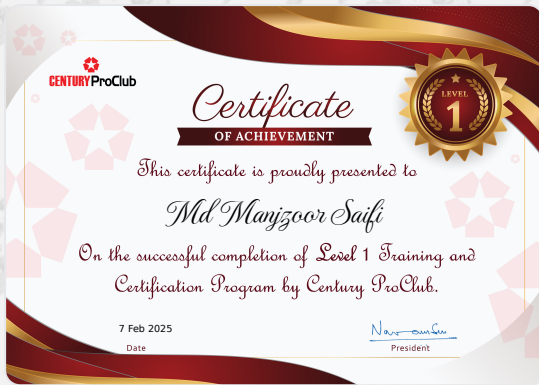 CENTURY ProClub
LEVEL
1
Certificate
OF ACHIEVEMENT
This certificate is proudly presented to
Md Manjzoor Saifi
On the successful completion of Level 1 Training and
Certification Program by Century ProClub.
7 Feb 2025
Date
President